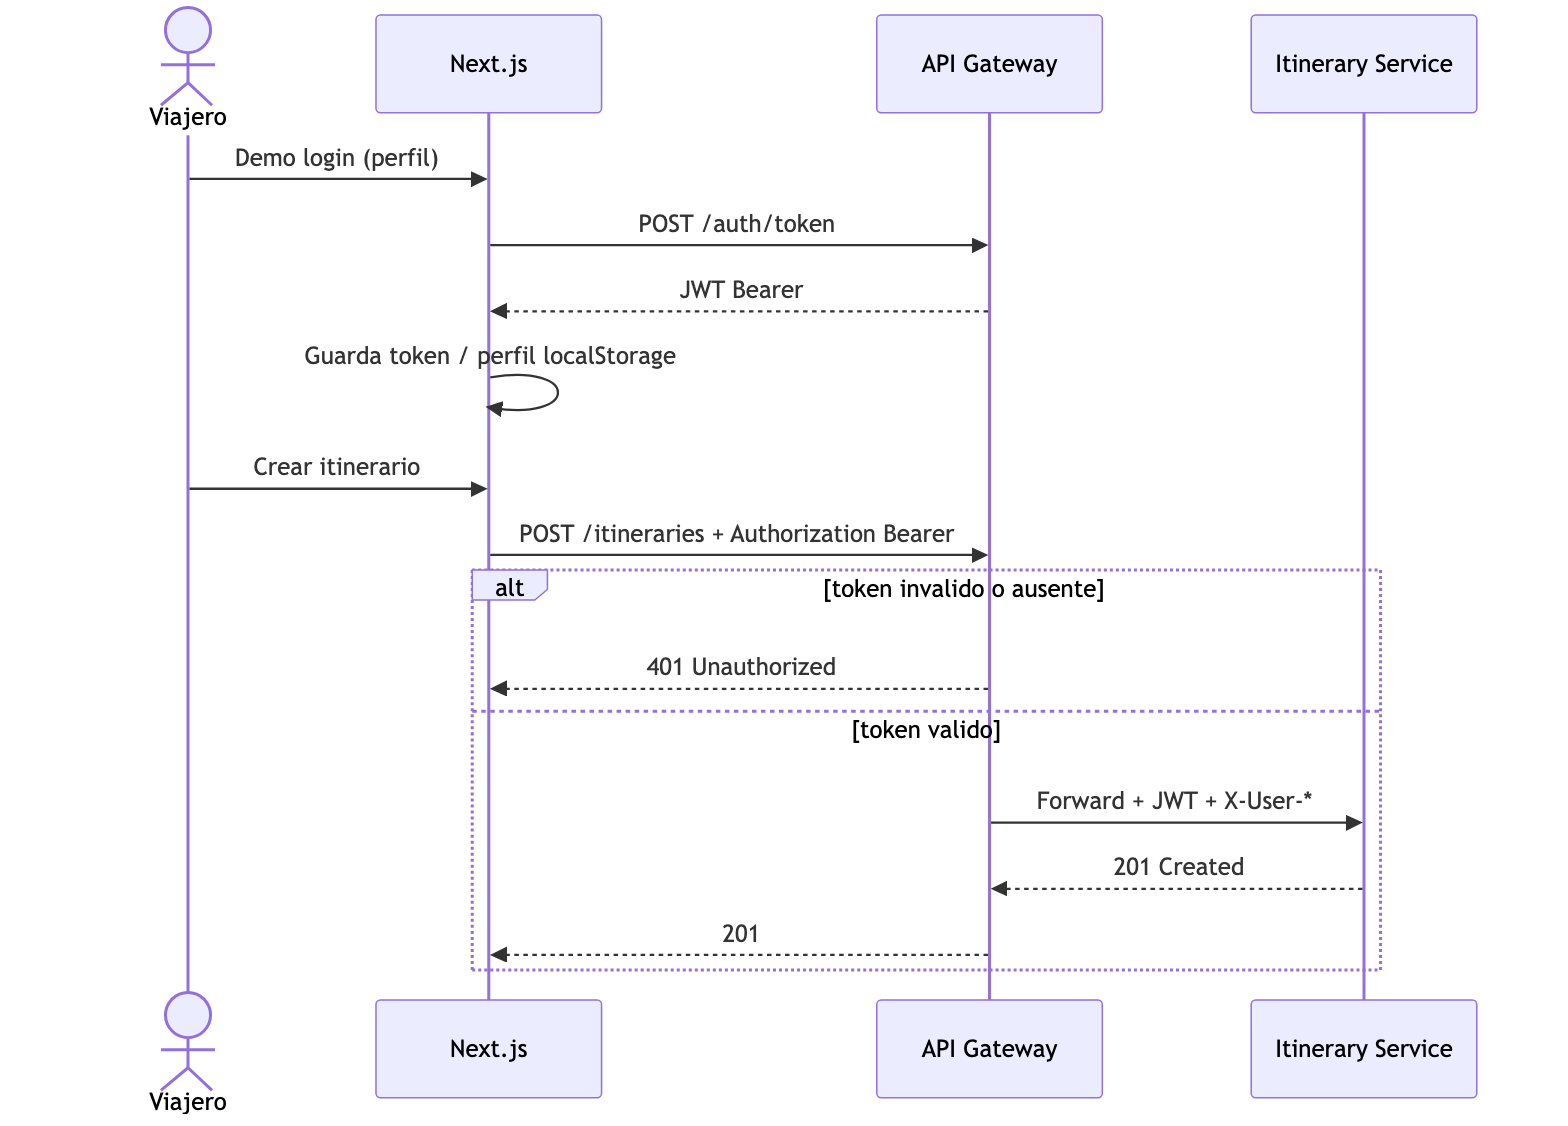 Viajero
Next.js
API Gateway
Itinerary Service
Demo login (perfil)
POST /auth/token
JWT Bearer
Guarda token / perfil localStorage
Crear itinerario
POST /itineraries + Authorization Bearer
alt
[token invalido o ausente]
401 Unauthorized
[token valido]
Forward + JWT + X-User-*
201 Created
201
Viajero
Next.js
API Gateway
Itinerary Service